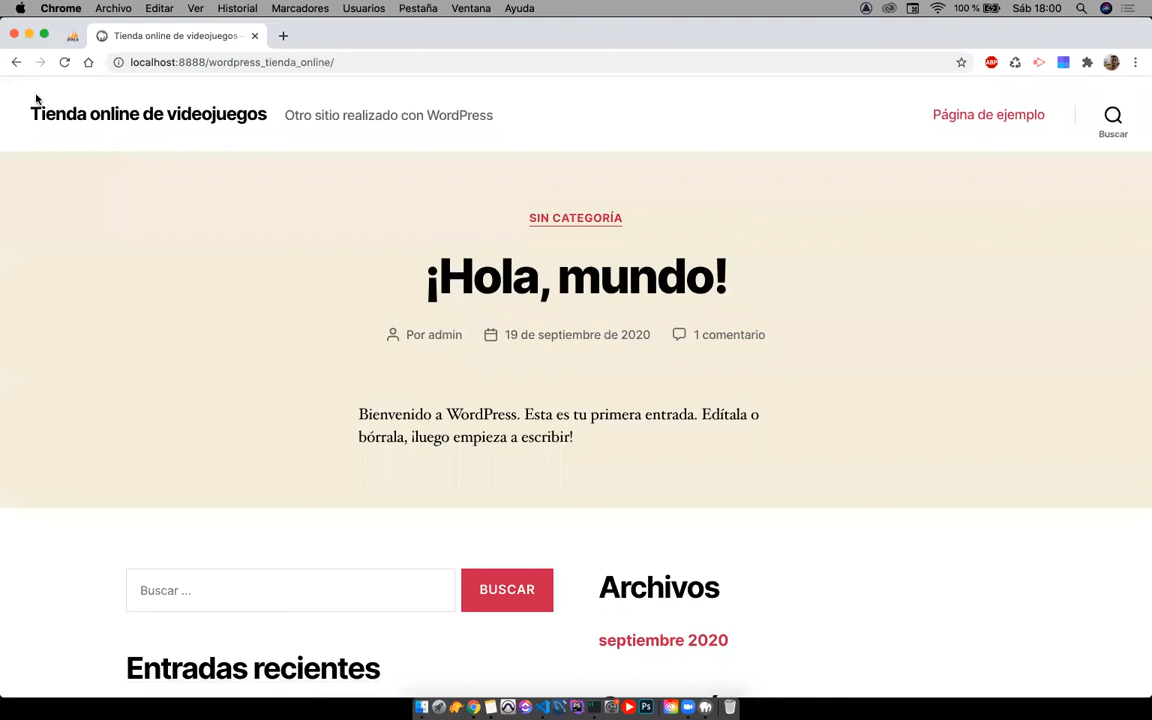 Chrome Archivo Editar Ver Historial Marcadores Usuarios Pestaña Ventana Ayuda 100 % Sáb 18:00
Tienda online de videojuegos –
localhost:8888/wordpress_tienda_online/
Tienda online de videojuegos Otro sitio realizado con WordPress Página de ejemplo
Buscar
SIN CATEGORÍA
¡Hola, mundo!
Por admin 19 de septiembre de 2020 1 comentario
Bienvenido a WordPress. Esta es tu primera entrada. Edítala o
bórrala, ¡luego empieza a escribir!
Buscar ... BUSCAR
Archivos
septiembre 2020
Entradas recientes